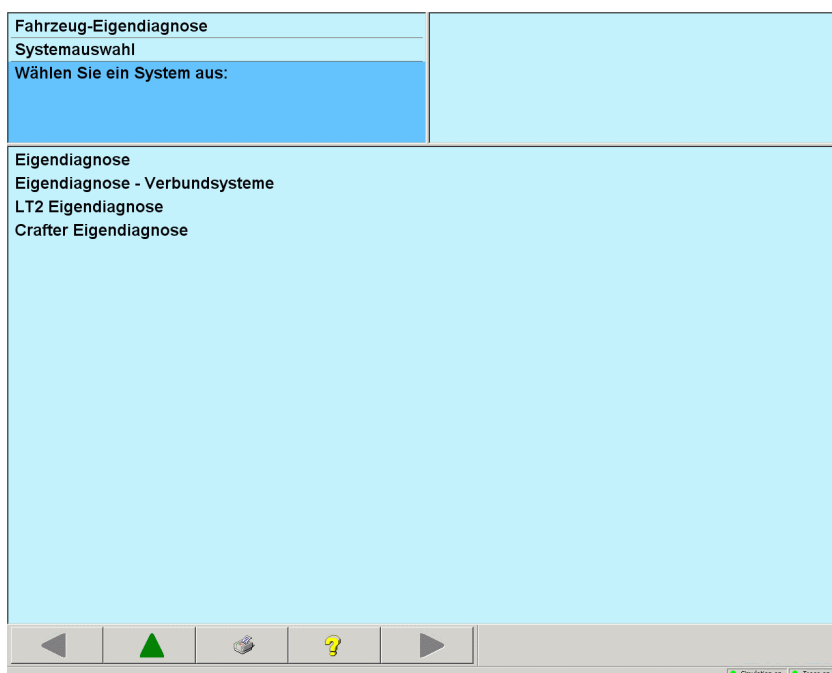 Fahrzeug-Eigendiagnose
Systemauswahl
Wählen Sie ein System aus:
Eigendiagnose
Eigendiagnose - Verbundsysteme
LT2 Eigendiagnose
Crafter Eigendiagnose